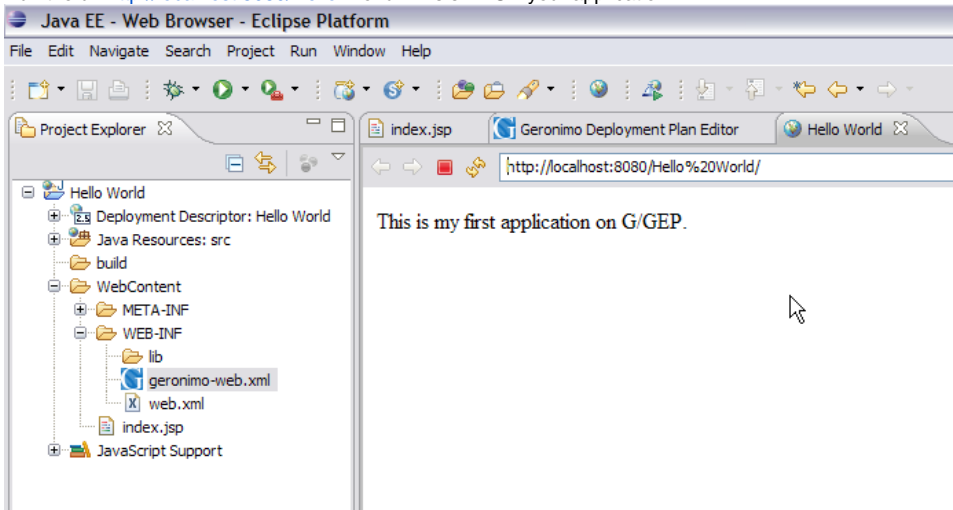 Java EE - Web Browser - Eclipse Platform
File Edit Navigate Search Project Run Window Help
Project Explorer
index.jsp
Geronimo Deployment Plan Editor
Hello World
http://localhost:8080/Hello%20World/
Hello World
Deployment Descriptor: Hello World
Java Resources: src
build
WebContent
META-INF
WEB-INF
lib
geronimo-web.xml
web.xml
index.jsp
JavaScript Support
This is my first application on G/GEP.